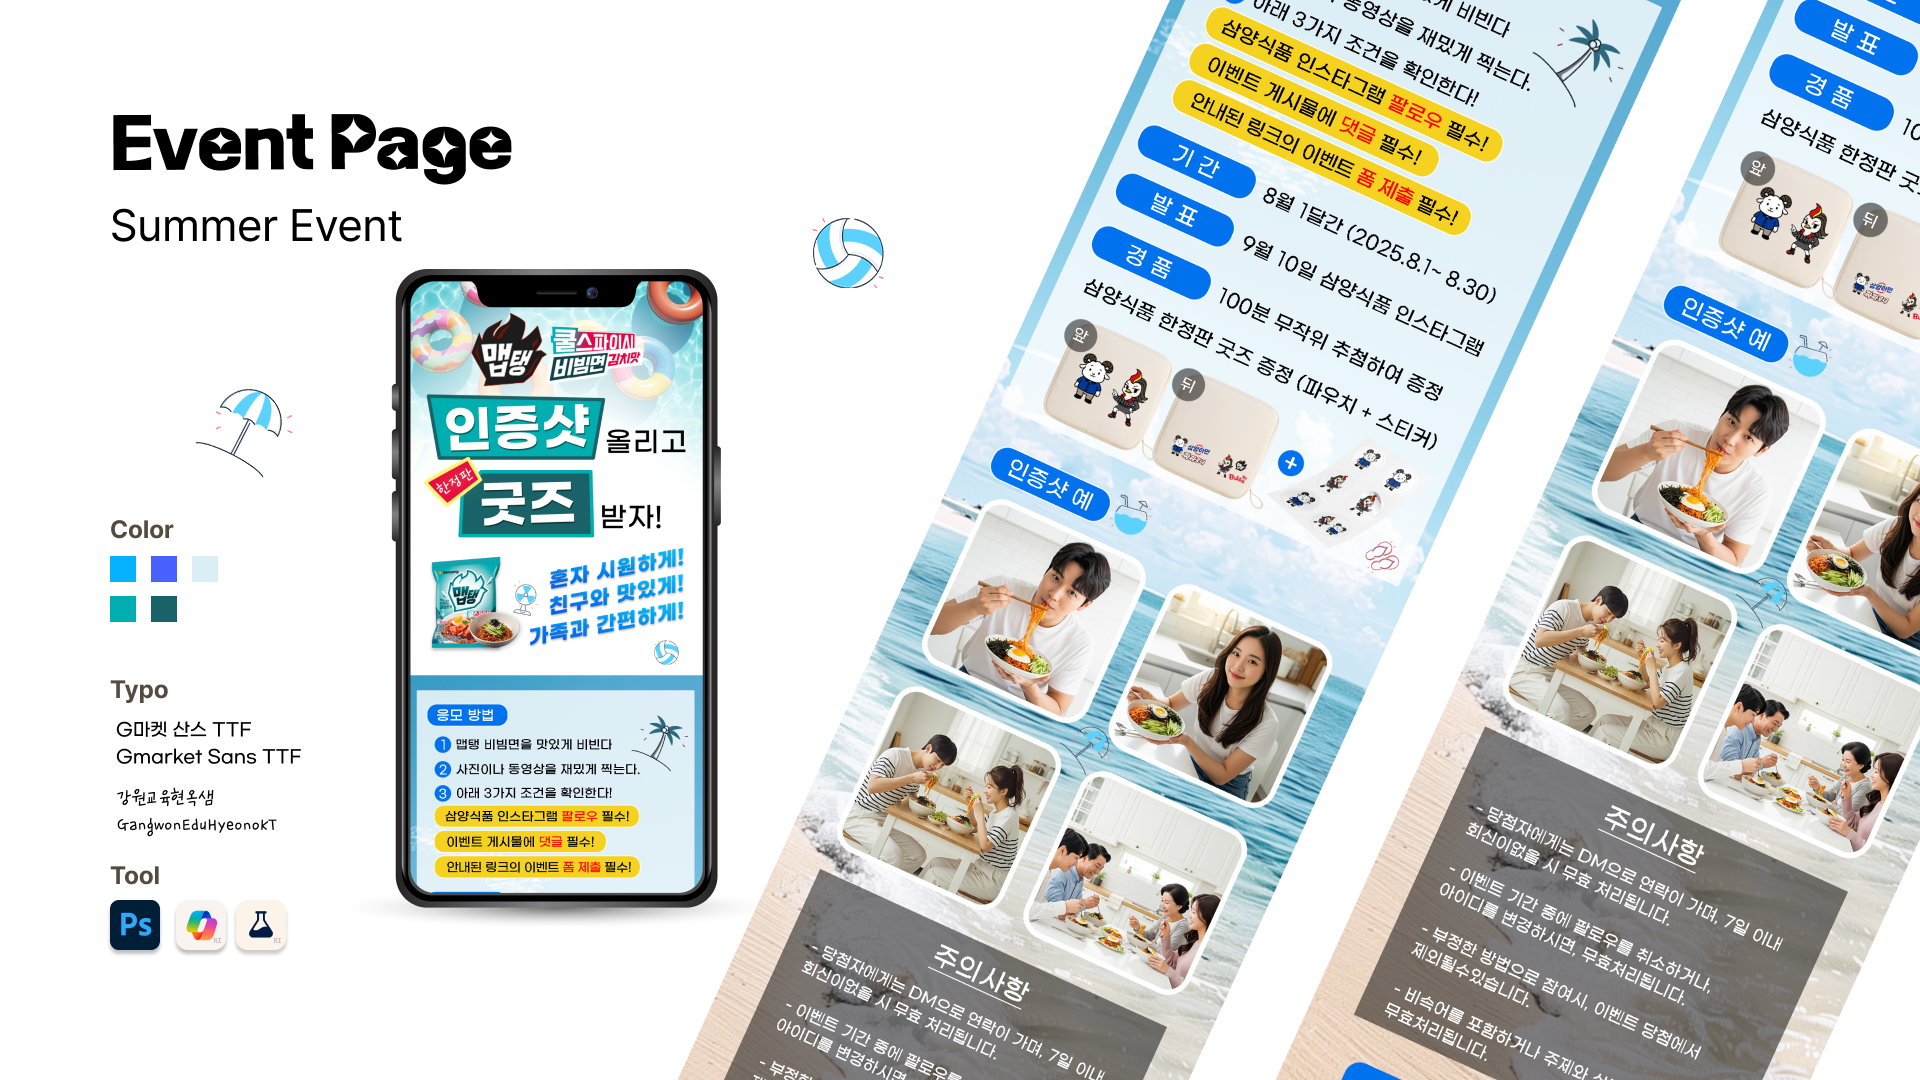 Event Page
Summer Event
Color
Typo
G마켓 산스 TTF
Gmarket Sans TTF
강원교육현옥샘
GangwonEduHyeonokT
Tool
Ps
AI
AI
맵탱
쿨스파이시
비빔면 김치맛
인증샷 올리고
한정판
굿즈 받자!
맵탱
혼자 시원하게!
친구와 맛있게!
가족과 간편하게!
응모 방법
1 맵탱 비빔면을 맛있게 비빈다
2 사진이나 동영상을 재밌게 찍는다.
3 아래 3가지 조건을 확인한다!
삼양식품 인스타그램 팔로우 필수!
이벤트 게시물에 댓글 필수!
안내된 링크의 이벤트 폼 제출 필수!
비빈다
동영상을 재밌게 찍는다.
아래 3가지 조건을 확인한다!
삼양식품 인스타그램 팔로우 필수!
이벤트 게시물에 댓글 필수!
안내된 링크의 이벤트 폼 제출 필수!
기간 8월 1달간 (2025.8.1~ 8.30)
발표 9월 10일 삼양식품 인스타그램
경품 100분 무작위 추첨하여 증정
삼양식품 한정판 굿즈 증정 (파우치 + 스티커)
앞
뒤
삼양라면
+
인증샷 예
주의사항
- 당첨자에게는 DM으로 연락이 가며, 7일 이내
회신이없을 시 무효 처리됩니다.
- 이벤트 기간 중에 팔로우를
아이디를 변경하시면
- 부정한
발표
경품
삼양식품 한정판
앞
뒤
삼양라면
인증샷 예
주의사항
- 당첨자에게는 DM으로 연락이 가며, 7일 이내
회신이없을 시 무효 처리됩니다.
- 이벤트 기간 중에 팔로우를 취소하거나,
아이디를 변경하시면, 무효처리됩니다.
- 부정한 방법으로 참여시, 이벤트 당첨에서
제외될수있습니다.
- 비속어를 포함하거나 주제와
무효처리됩니다.